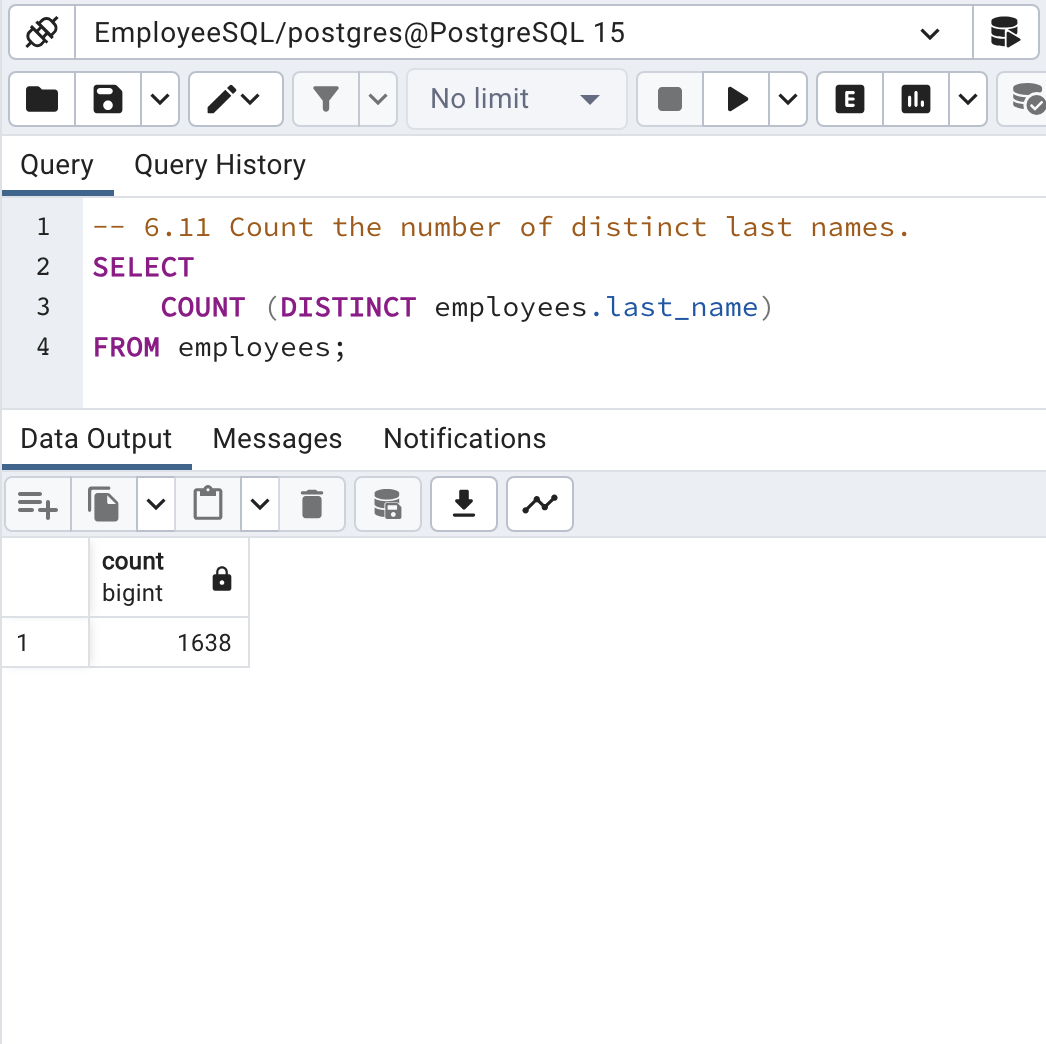 EmployeeSQL/postgres@PostgreSQL 15
No limit
E
Query Query History
1 -- 6.11 Count the number of distinct last names.
2 SELECT
3     COUNT (DISTINCT employees.last_name)
4 FROM employees;
Data Output Messages Notifications
count
bigint
1 1638